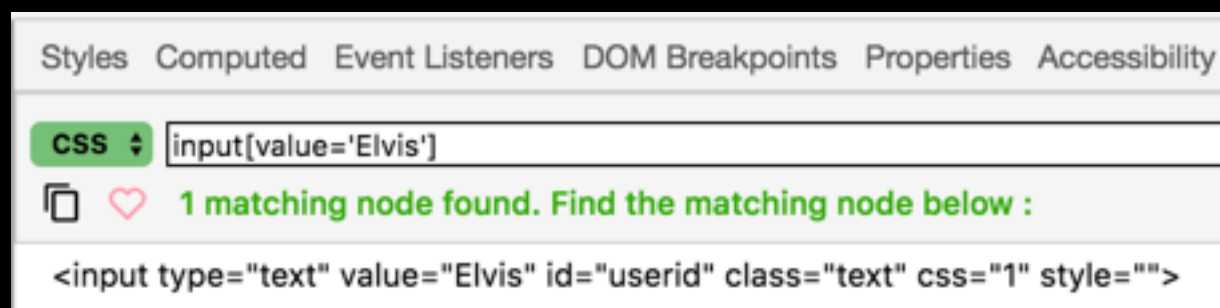 Styles Computed Event Listeners DOM Breakpoints Properties Accessibility
CSS input[value='Elvis']
1 matching node found. Find the matching node below :
<input type="text" value="Elvis" id="userid" class="text" css="1" style="">